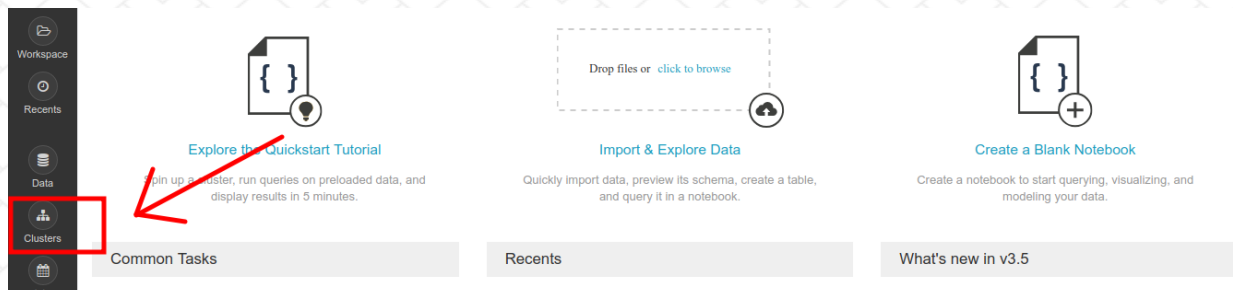 Workspace
Recents
Data
Clusters
Drop files or click to browse
Explore the Quickstart Tutorial
Spin up a cluster, run queries on preloaded data, and
display results in 5 minutes.
Import & Explore Data
Quickly import data, preview its schema, create a table,
and query it in a notebook.
Create a Blank Notebook
Create a notebook to start querying, visualizing, and
modeling your data.
Common Tasks
Recents
What's new in v3.5